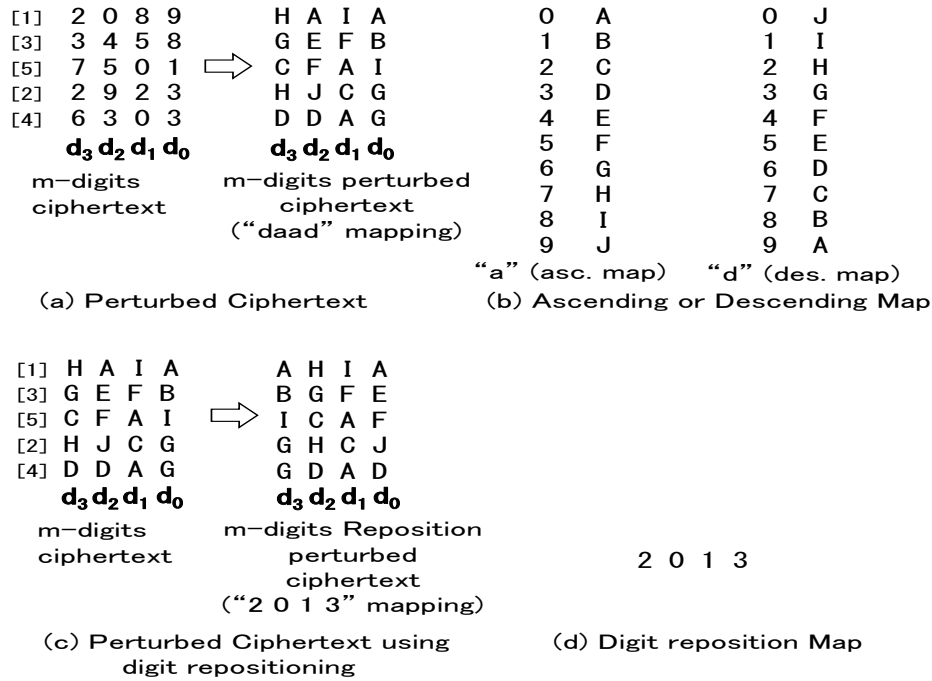 [1] 2 0 8 9 H A I A
[3] 3 4 5 8 G E F B
[5] 7 5 0 1 C F A I
[2] 2 9 2 3 H J C G
[4] 6 3 0 3 D D A G
d3 d2 d1 d0 d3 d2 d1 d0
m-digits ciphertext
m-digits perturbed
ciphertext
("daad" mapping)
(a) Perturbed Ciphertext
0 A 0 J
1 B 1 I
2 C 2 H
3 D 3 G
4 E 4 F
5 F 5 E
6 G 6 D
7 H 7 C
8 I 8 B
9 J 9 A
"a" (asc. map) "d" (des. map)
(b) Ascending or Descending Map
[1] H A I A A H I A
[3] G E F B B G F E
[5] C F A I I C A F
[2] H J C G G H C J
[4] D D A G G D A D
d3 d2 d1 d0 d3 d2 d1 d0
m-digits
ciphertext
m-digits Reposition
perturbed
ciphertext
("2 0 1 3" mapping)
(c) Perturbed Ciphertext using
digit repositioning
2 0 1 3
(d) Digit reposition Map